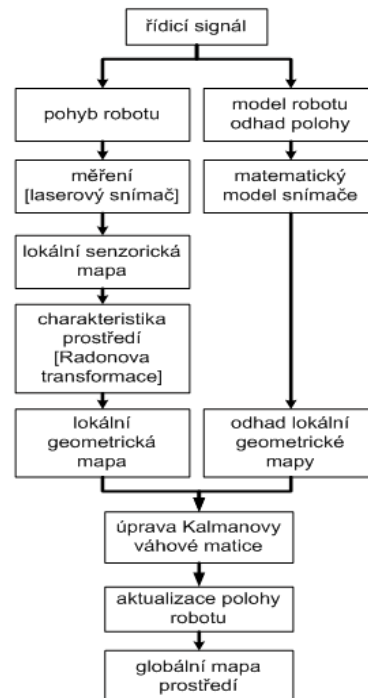 řídicí signál
pohyb robotu
model robotu
odhad polohy
měření
[laserový snímač]
matematický
model snímače
lokální senzorická
mapa
charakteristika
prostředí
[Radonova
transformace]
lokální
geometrická
mapa
odhad lokální
geometrické
mapy
úprava Kalmanovy
váhové matice
aktualizace polohy
robotu
globální mapa
prostředí